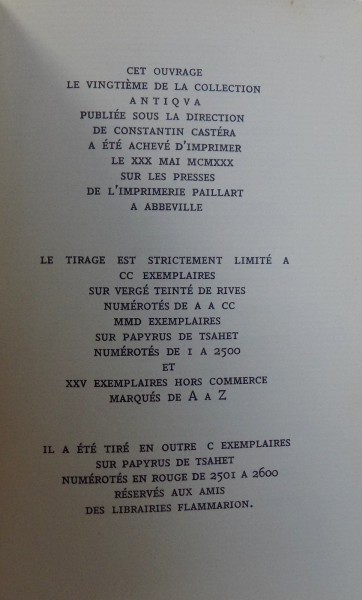 CET OUVRAGE
LE VINGTIÈME DE LA COLLECTION
ANTIQVA
PUBLIÉE SOUS LA DIRECTION
DE CONSTANTIN CASTÉRA
A ÉTÉ ACHEVÉ D'IMPRIMER
LE XXX MAI MCMXXX
SUR LES PRESSES
DE L'IMPRIMERIE PAILLART
A ABBEVILLE
LE TIRAGE EST STRICTEMENT LIMITÉ A
CC EXEMPLAIRES
SUR VERGÉ TEINTÉ DE RIVES
NUMÉROTÉS DE A A CC
MMD EXEMPLAIRES
SUR PAPYRUS DE TSAHET
NUMÉROTÉS DE I A 2500
ET
XXV EXEMPLAIRES HORS COMMERCE
MARQUÉS DE A A Z
IL A ÉTÉ TIRÉ EN OUTRE C EXEMPLAIRES
SUR PAPYRUS DE TSAHET
NUMÉROTÉS EN ROUGE DE 2501 A 2600
RÉSERVÉS AUX AMIS
DES LIBRAIRIES FLAMMARION.